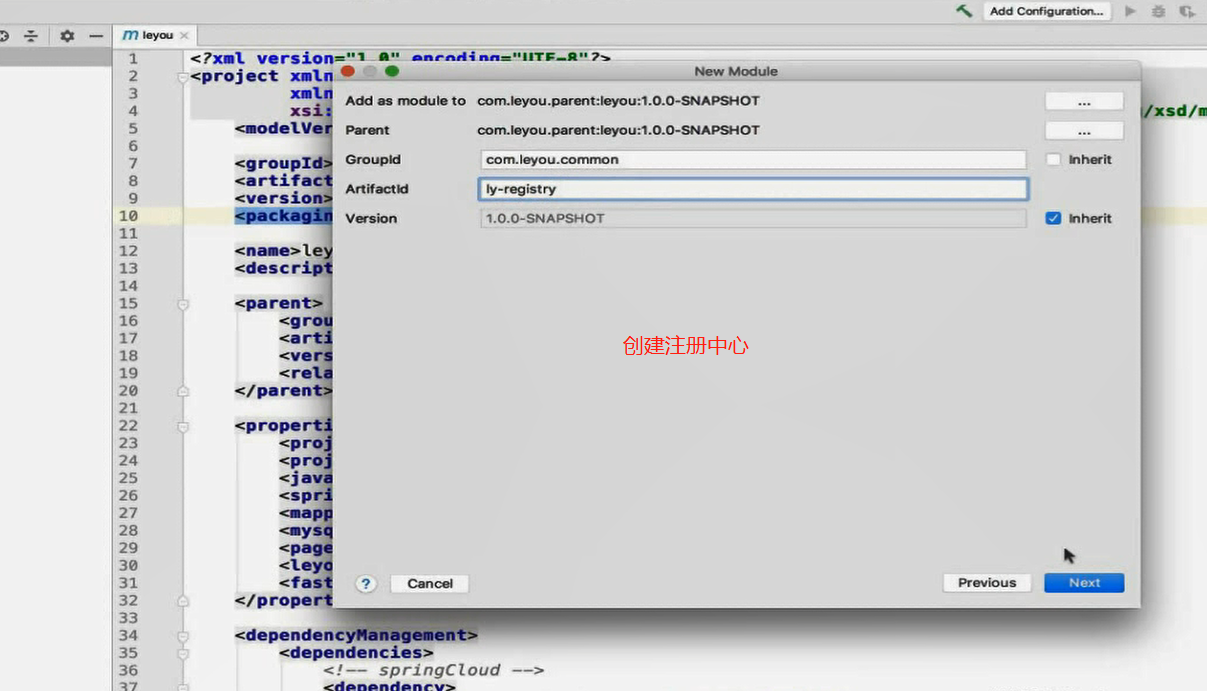 Add Configuration...
m leyou
1 <?xml version="1.0" encoding="UTF-8"?>
2 <project xmln
3 xmln
4 xsi: /xsd/m
5 <modelVer
6
7 <groupId>
8 <artifact
9 <version>
10 <packagin
11
12 <name>ley
13 <descript
14
15 <parent>
16 <grou
17 <arti
18 <vers
19 <rela
20 </parent>
21
22 <properti
23 <proj
24 <proj
25 <java
26 <spri
27 <mapp
28 <mysq
29 <page
30 <leyo
31 <fast
32 </propert
33
34 <dependencyManagement>
35 <dependencies>
36 <!-- springCloud -->
37 <dependency>
New Module
Add as module to com.leyou.parent:leyou:1.0.0-SNAPSHOT ...
Parent com.leyou.parent:leyou:1.0.0-SNAPSHOT ...
GroupId com.leyou.common Inherit
ArtifactId ly-registry
Version 1.0.0-SNAPSHOT Inherit
创建注册中心
? Cancel Previous Next